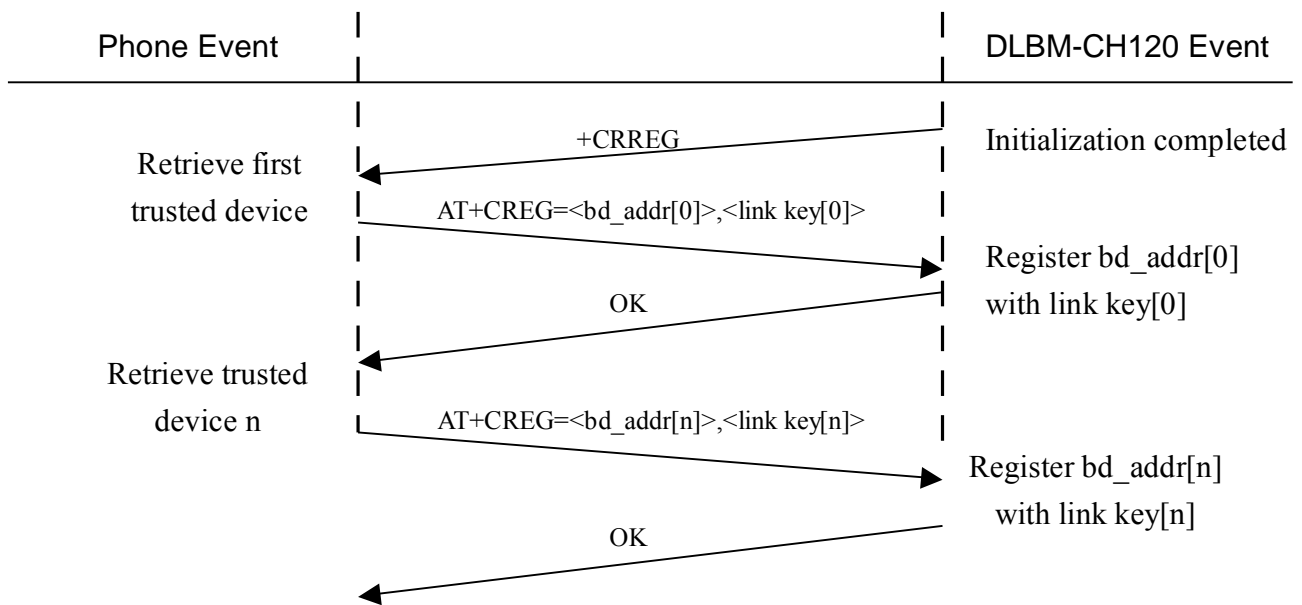 Phone Event
DLBM-CH120 Event
+CRREG
Initialization completed
Retrieve first
trusted device
AT+CREG=<bd_addr[0]>,<link key[0]>
Register bd_addr[0]
with link key[0]
OK
Retrieve trusted
device n
AT+CREG=<bd_addr[n]>,<link key[n]>
Register bd_addr[n]
with link key[n]
OK